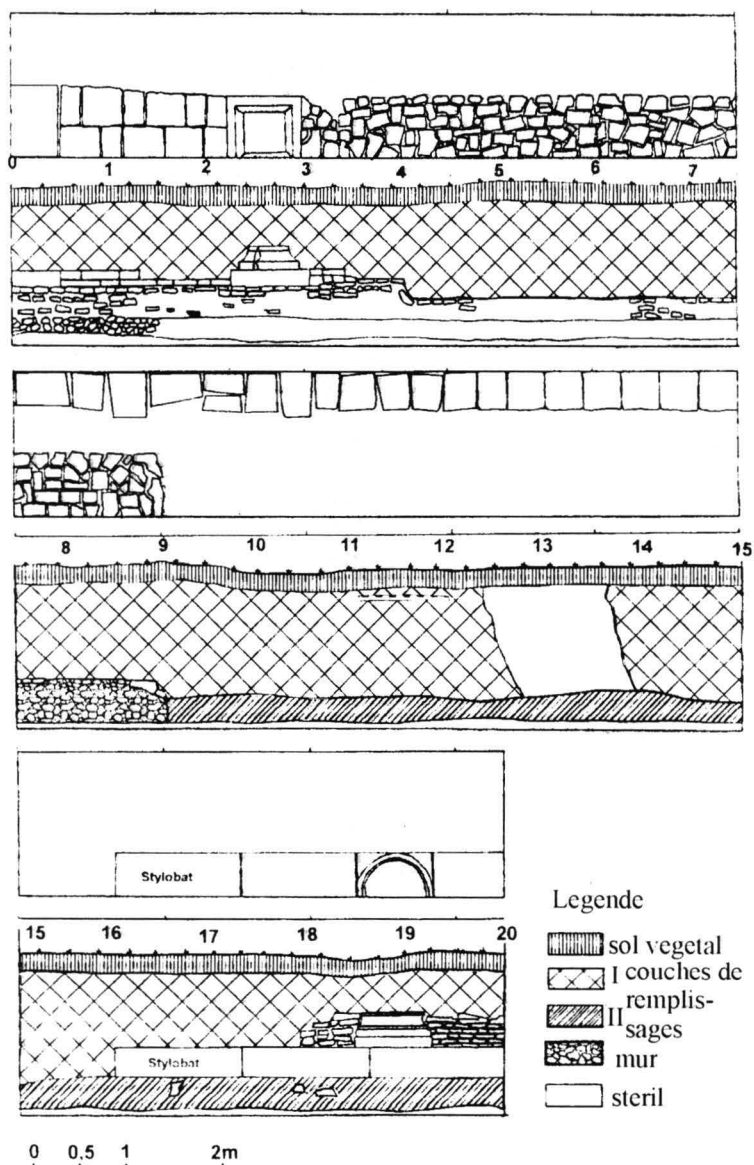 0 1 2 3 4 5 6 7
8 9 10 11 12 13 14 15
Stylobat
15 16 17 18 19 20
Stylobat
Legende
sol vegetal
I couches de
remplis-
II sages
mur
steril
0 0,5 1 2m